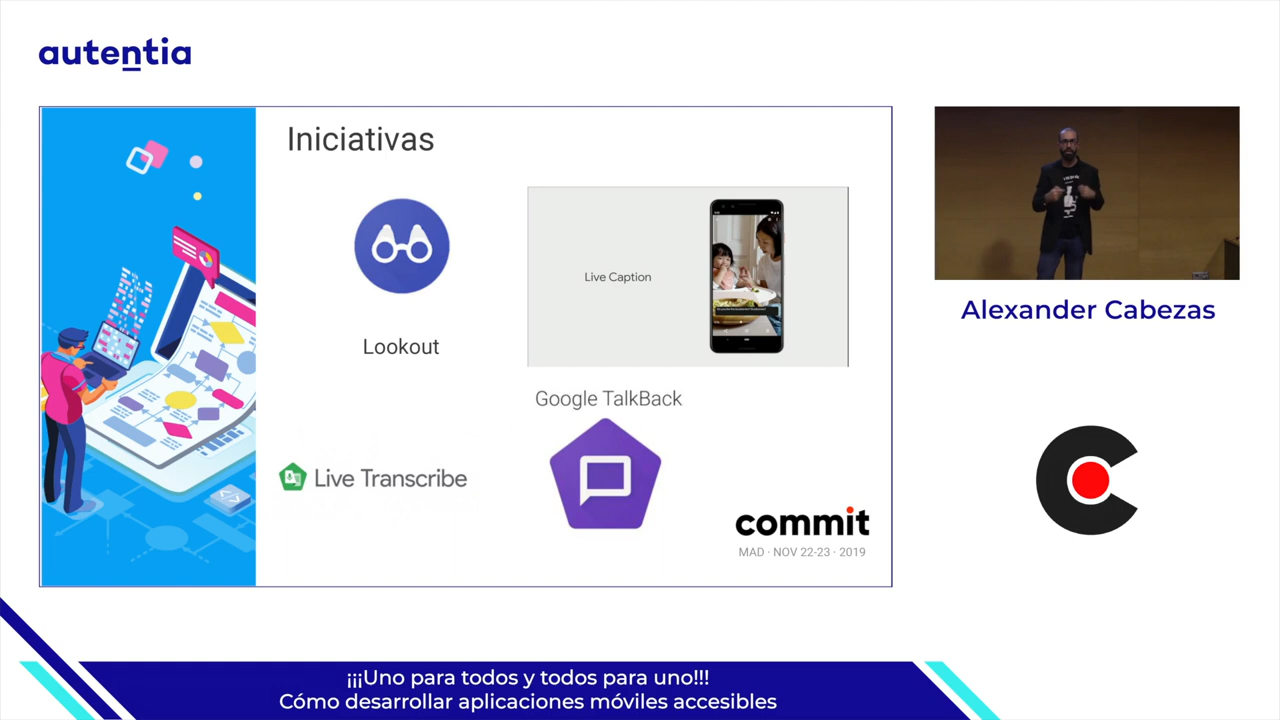 autentia
Iniciativas
Lookout
Live Caption
Google TalkBack
Live Transcribe
commit
MAD · NOV 22-23 · 2019
Alexander Cabezas
¡¡¡Uno para todos y todos para uno!!!
Cómo desarrollar aplicaciones móviles accesibles